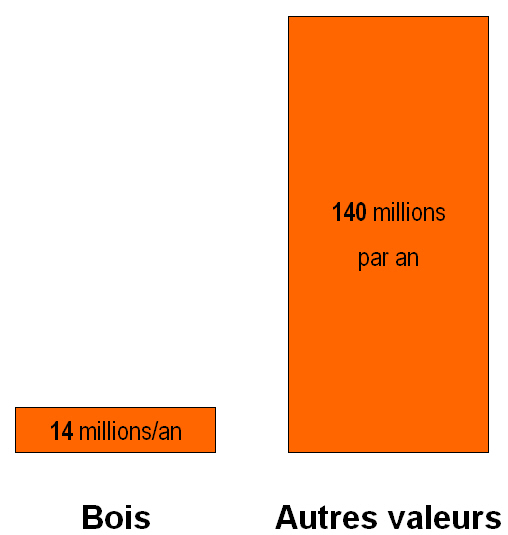 140 millions
par an
14 millions/an
Bois
Autres valeurs